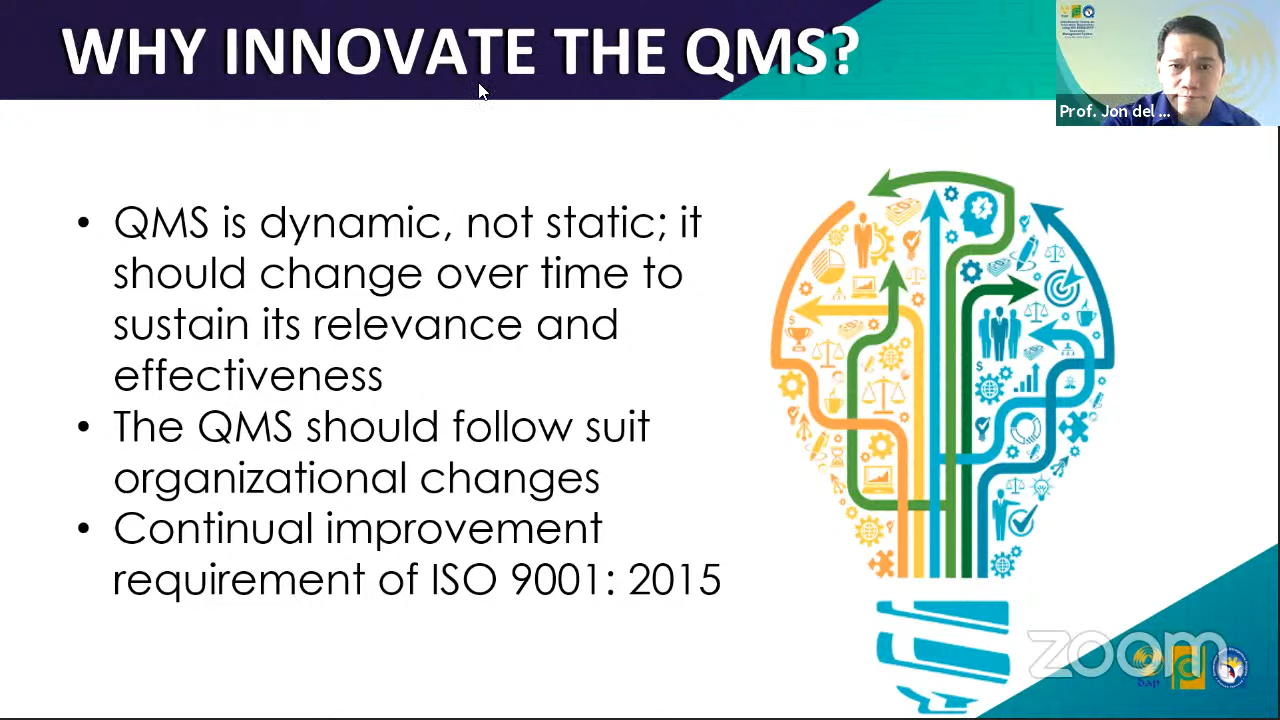 WHY INNOVATE THE QMS?
Prof. Jon del ...
• QMS is dynamic, not static; it
should change over time to
sustain its relevance and
effectiveness
• The QMS should follow suit
organizational changes
• Continual improvement
requirement of ISO 9001: 2015
zoom
dap